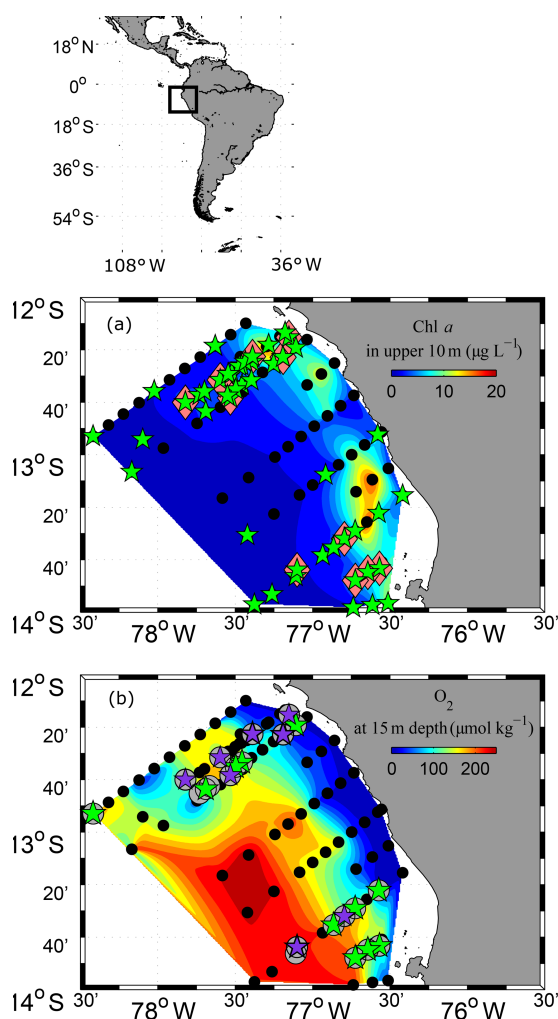 18°N
0°
18°S
36°S
54°S
108°W 36°W
12°S
(a)
Chl a
in upper 10 m (μg L⁻¹)
20'
0 10 20
40'
13°S
20'
40'
14°S
30' 78°W 30' 77°W 30' 76°W 30'
12°S
(b)
O₂
at 15 m depth (μmol kg⁻¹)
20'
0 100 200
40'
13°S
20'
40'
14°S
30' 78°W 30' 77°W 30' 76°W 30'